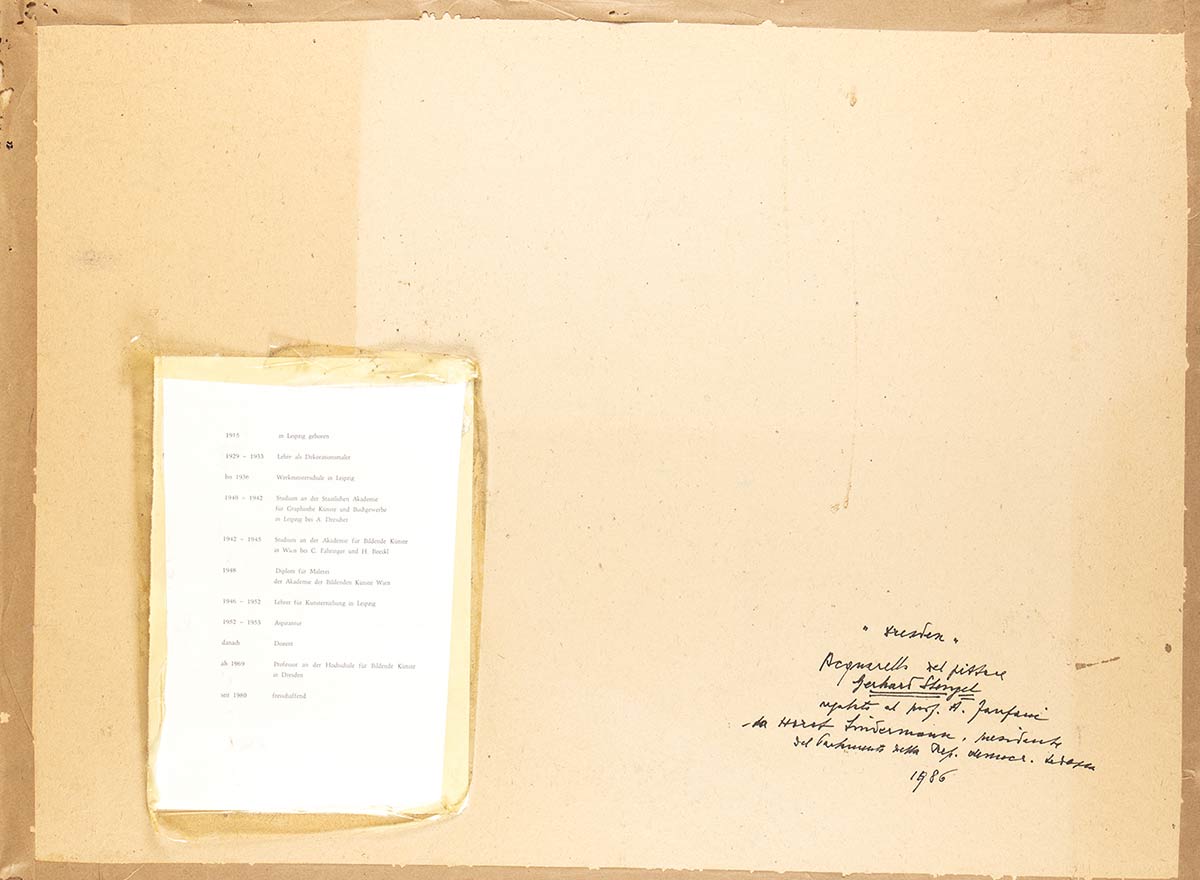 1915 in Leipzig geboren
1929 – 1933 Lehre als Dekorationsmaler
bis 1936 Werkmeisterschule in Leipzig
1940 – 1942 Studium an der Staatlichen Akademie
für Graphische Künste und Buchgewerbe
in Leipzig bei A. Drescher
1942 – 1945 Studium an der Akademie für Bildende Künste
in Wien bei C. Fahringer und H. Boeckl
1948 Diplom für Malerei
der Akademie der Bildenden Künste Wien
1946 – 1952 Lehrer für Kunsterziehung in Leipzig
1952 – 1955 Aspirantur
danach Dozent
ab 1969 Professor an der Hochschule für Bildende Künste
in Dresden
seit 1980 freischaffend
"Dresden"
Acquarello del pittore
Gerhard Stengel
regalato al prof. A. Fanfani
da Horst Sindermann, presidente
del Parlamento della Rep. democr. tedesca
1986